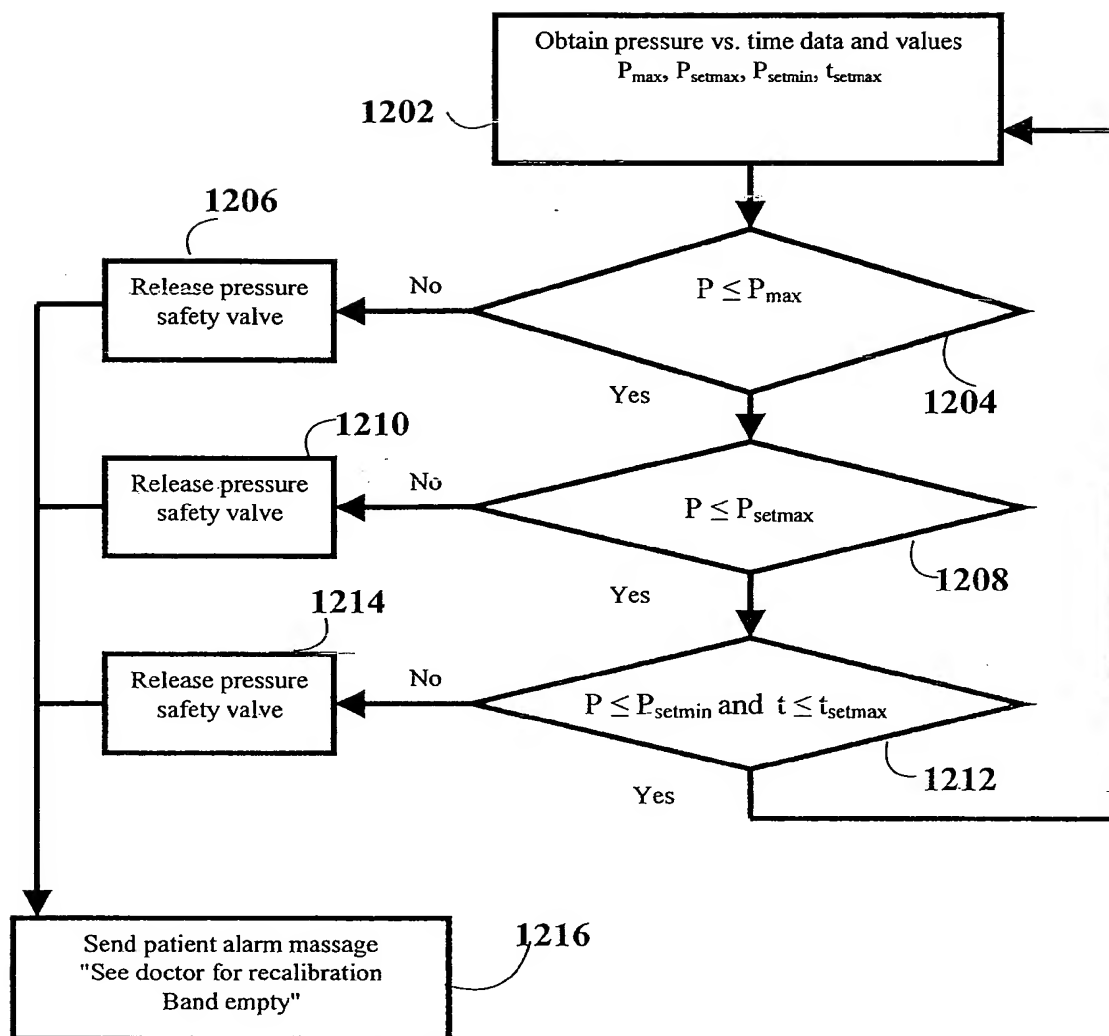 Obtain pressure vs. time data and values
Pmax, Psetmax, Psetmin, tsetmax
1202
1206
Release pressure
safety valve
No
P ≤ Pmax
Yes
1204
1210
Release pressure
safety valve
No
P ≤ Psetmax
Yes
1208
1214
Release pressure
safety valve
No
P ≤ Psetmin and t ≤ tsetmax
Yes
1212
Send patient alarm massage
"See doctor for recalibration
Band empty"
1216